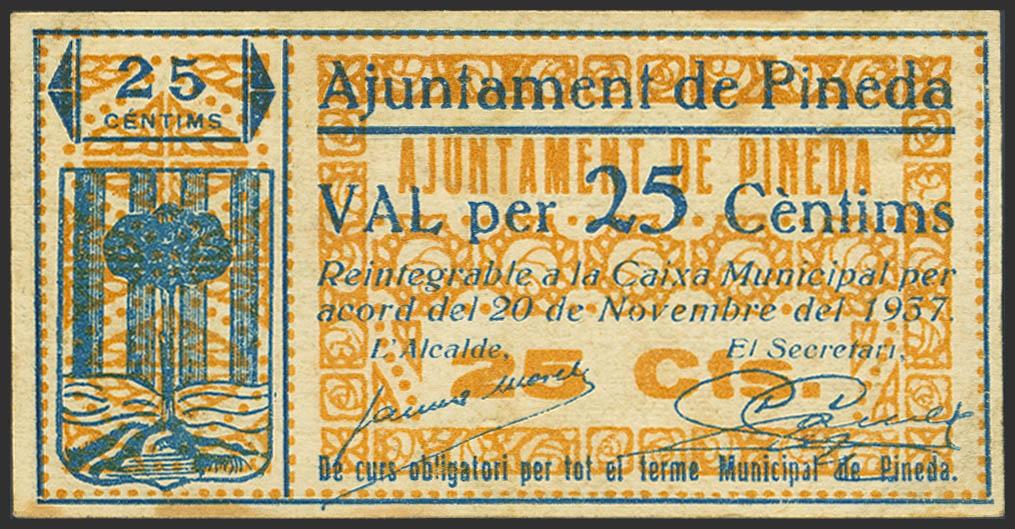 25
CÉNTIMS
Ajuntament de Pineda
AJUNTAMENT DE PINEDA
VAL per 25 Cèntims
Reintegrable a la Caixa Municipal per
acord del 20 de Novembre del 1937.
L'Alcalde, El Secretari,
25 Cts.
Jaume
De curs obligatori per tot el terme Municipal de Pineda.